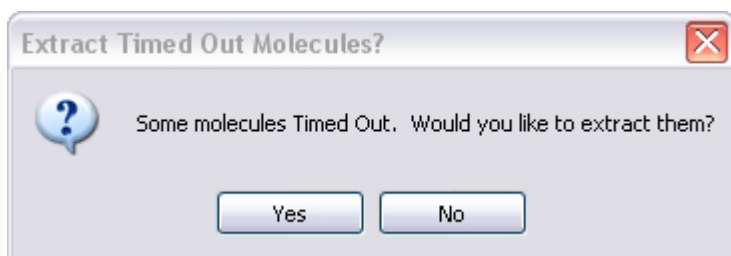 Extract Timed Out Molecules?
Some molecules Timed Out.  Would you like to extract them?
Yes
No